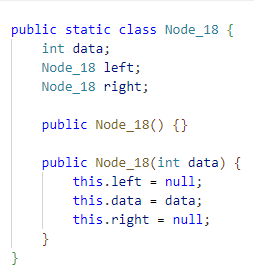 public static class Node_18 {
    int data;
    Node_18 left;
    Node_18 right;

    public Node_18() {}

    public Node_18(int data) {
        this.left = null;
        this.data = data;
        this.right = null;
    }
}